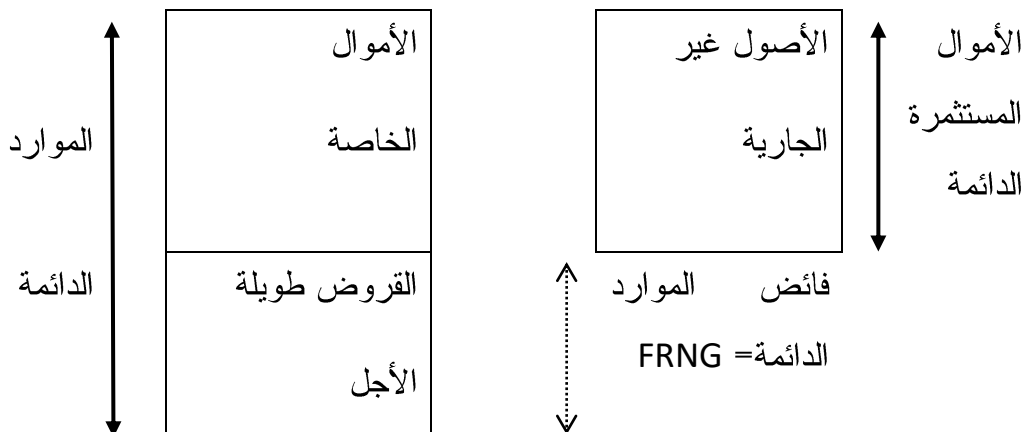 الأموال
المستثمرة
الدائمة
الأصول غير
الجارية
فائض الموارد
الدائمة= FRNG
الأموال
الخاصة
القروض طويلة
الأجل
الموارد
الدائمة